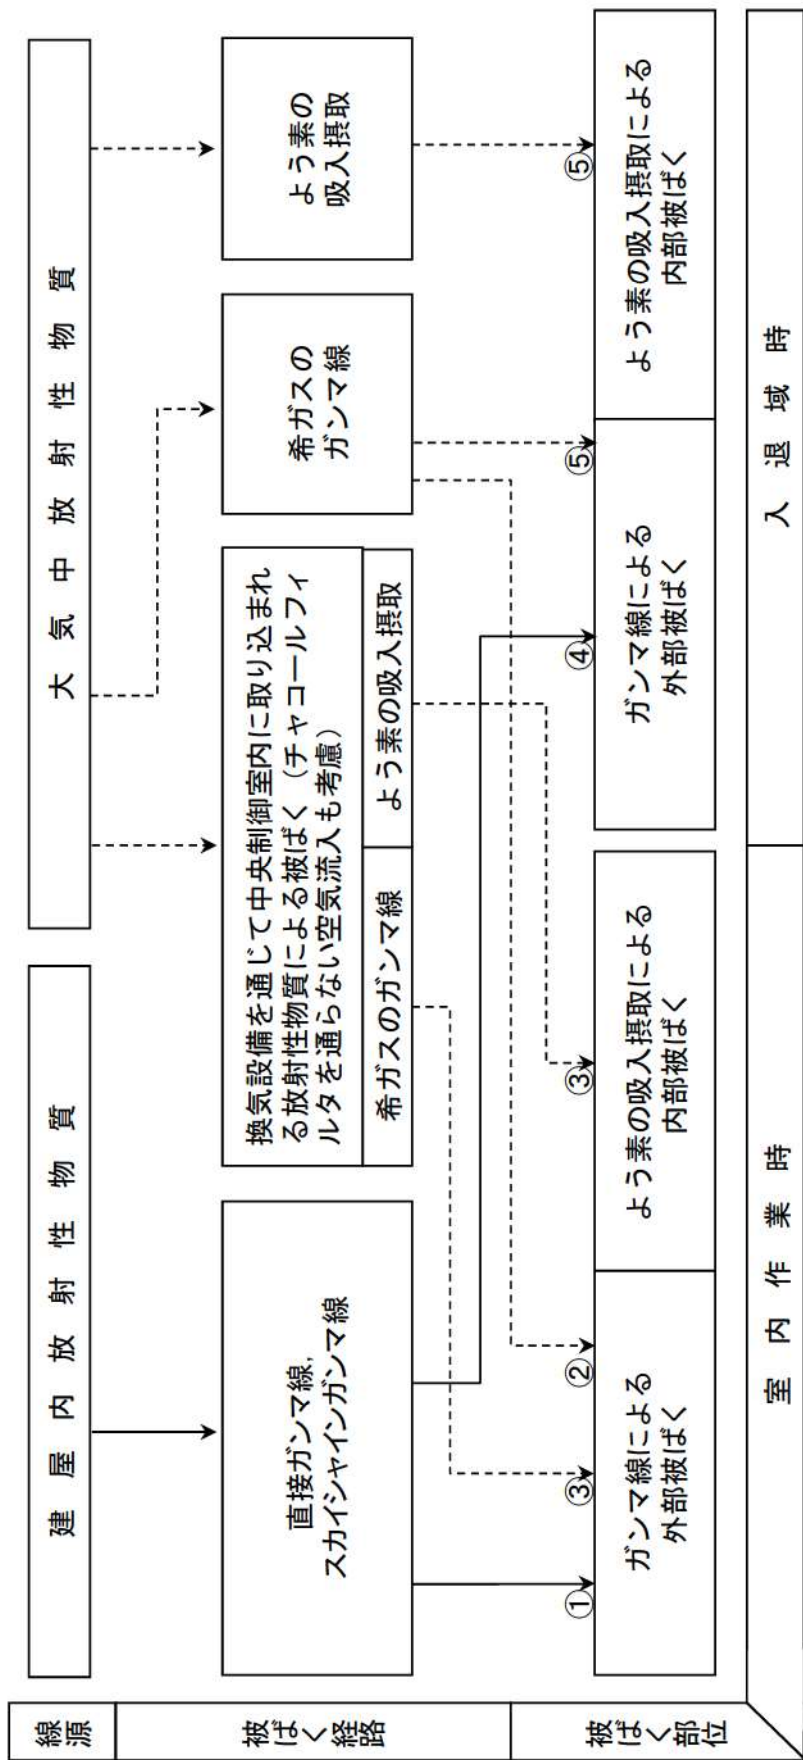 線
源
建屋内放射性物質
大気中放射性物質
被ばく経路
直接ガンマ線,
スカイシャインガンマ線
換気設備を通じて中央制御室内に取り込まれ
る放射性物質による被ばく（チャコールフィ
ルタを通らない空気流入も考慮）
希ガスのガンマ線
よう素の吸入摂取
希ガスの
ガンマ線
よう素の
吸入摂取
①
③
②
③
④
⑤
⑤
被ばく部位
ガンマ線による
外部被ばく
よう素の吸入摂取による
内部被ばく
ガンマ線による
外部被ばく
よう素の吸入摂取による
内部被ばく
室内作業時
入退域時